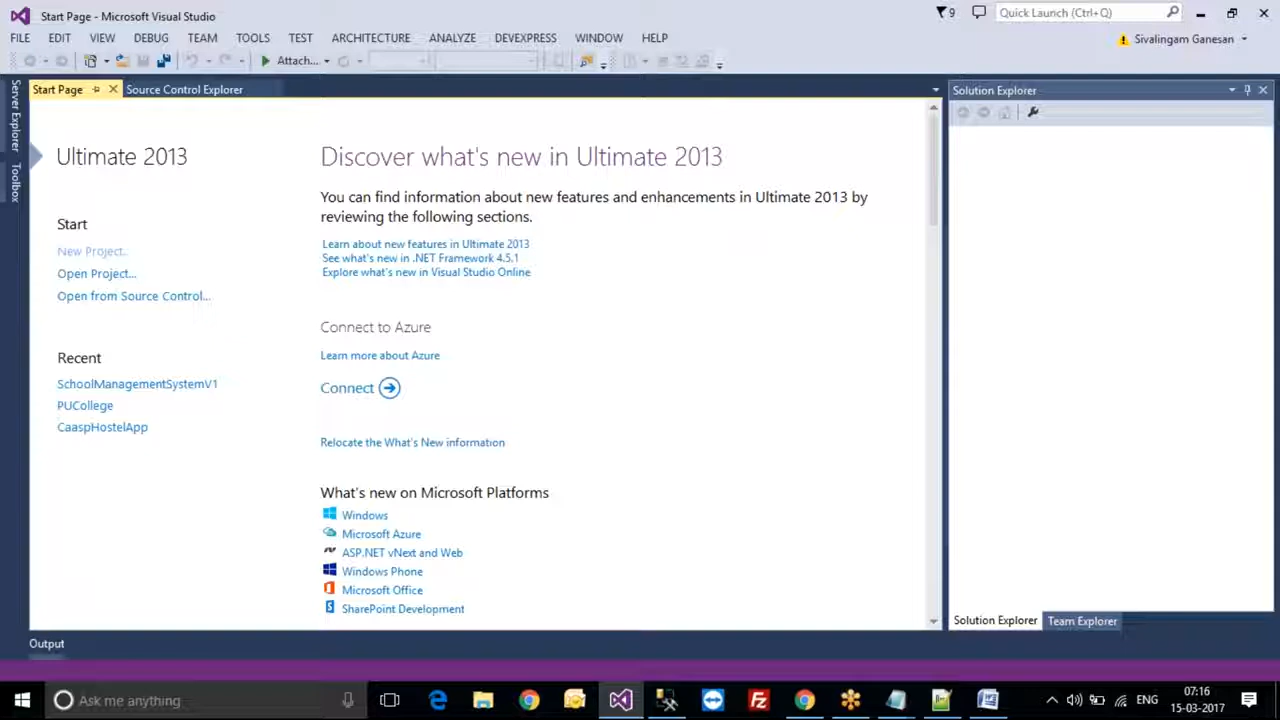 Start Page - Microsoft Visual Studio
9
Quick Launch (Ctrl+Q)
FILE EDIT VIEW DEBUG TEAM TOOLS TEST ARCHITECTURE ANALYZE DEVEXPRESS WINDOW HELP
Sivalingam Ganesan
Attach...
Server Explorer
Toolbox
Start Page
Source Control Explorer
Ultimate 2013
Start
New Project...
Open Project...
Open from Source Control...
Recent
SchoolManagementSystemV1
PUCollege
CaaspHostelApp
Discover what's new in Ultimate 2013
You can find information about new features and enhancements in Ultimate 2013 by
reviewing the following sections.
Learn about new features in Ultimate 2013
See what's new in .NET Framework 4.5.1
Explore what's new in Visual Studio Online
Connect to Azure
Learn more about Azure
Connect
Relocate the What's New information
What's new on Microsoft Platforms
Windows
Microsoft Azure
ASP.NET vNext and Web
Windows Phone
Microsoft Office
SharePoint Development
Solution Explorer
Solution Explorer Team Explorer
Output
Ask me anything
ENG
07:16
15-03-2017